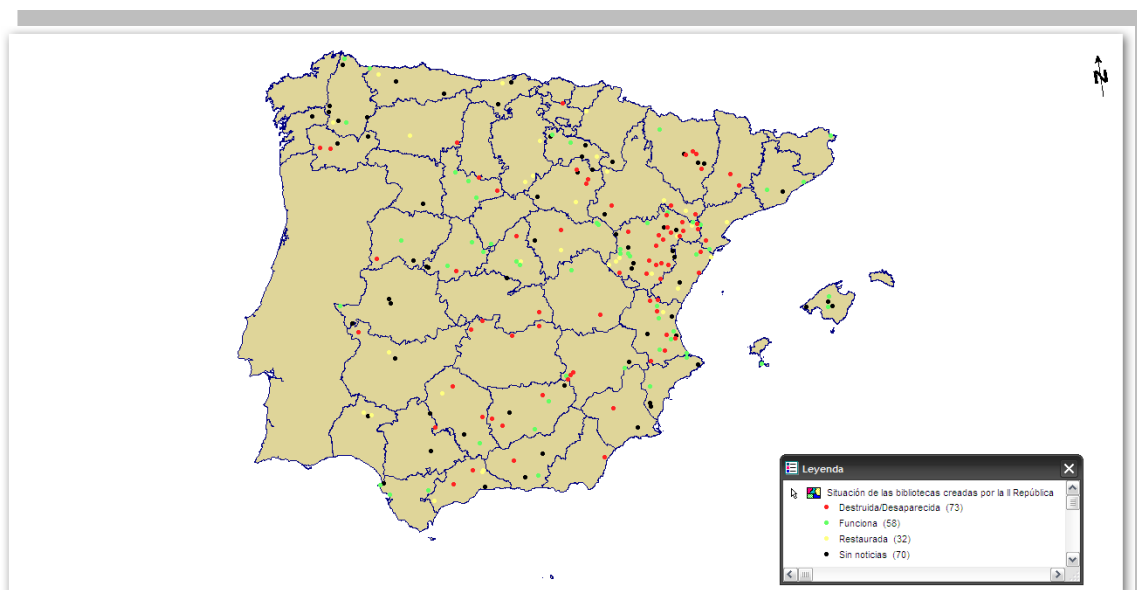 N
Leyenda
Situación de las bibliotecas creadas por la II República
Destruida/Desaparecida (73)
Funciona (58)
Restaurada (32)
Sin noticias (70)